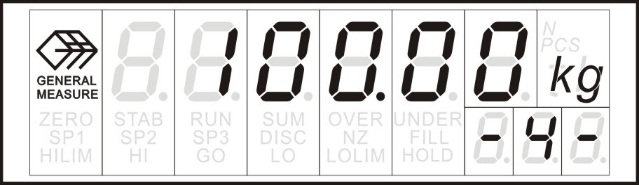 GENERAL
MEASURE
100.00
N
PCS
kg
ZERO
SP1
HILIM
STAB
SP2
HI
RUN
SP3
GO
SUM
DISC
LO
OVER
NZ
LOLIM
UNDER
FILL
HOLD
-4-